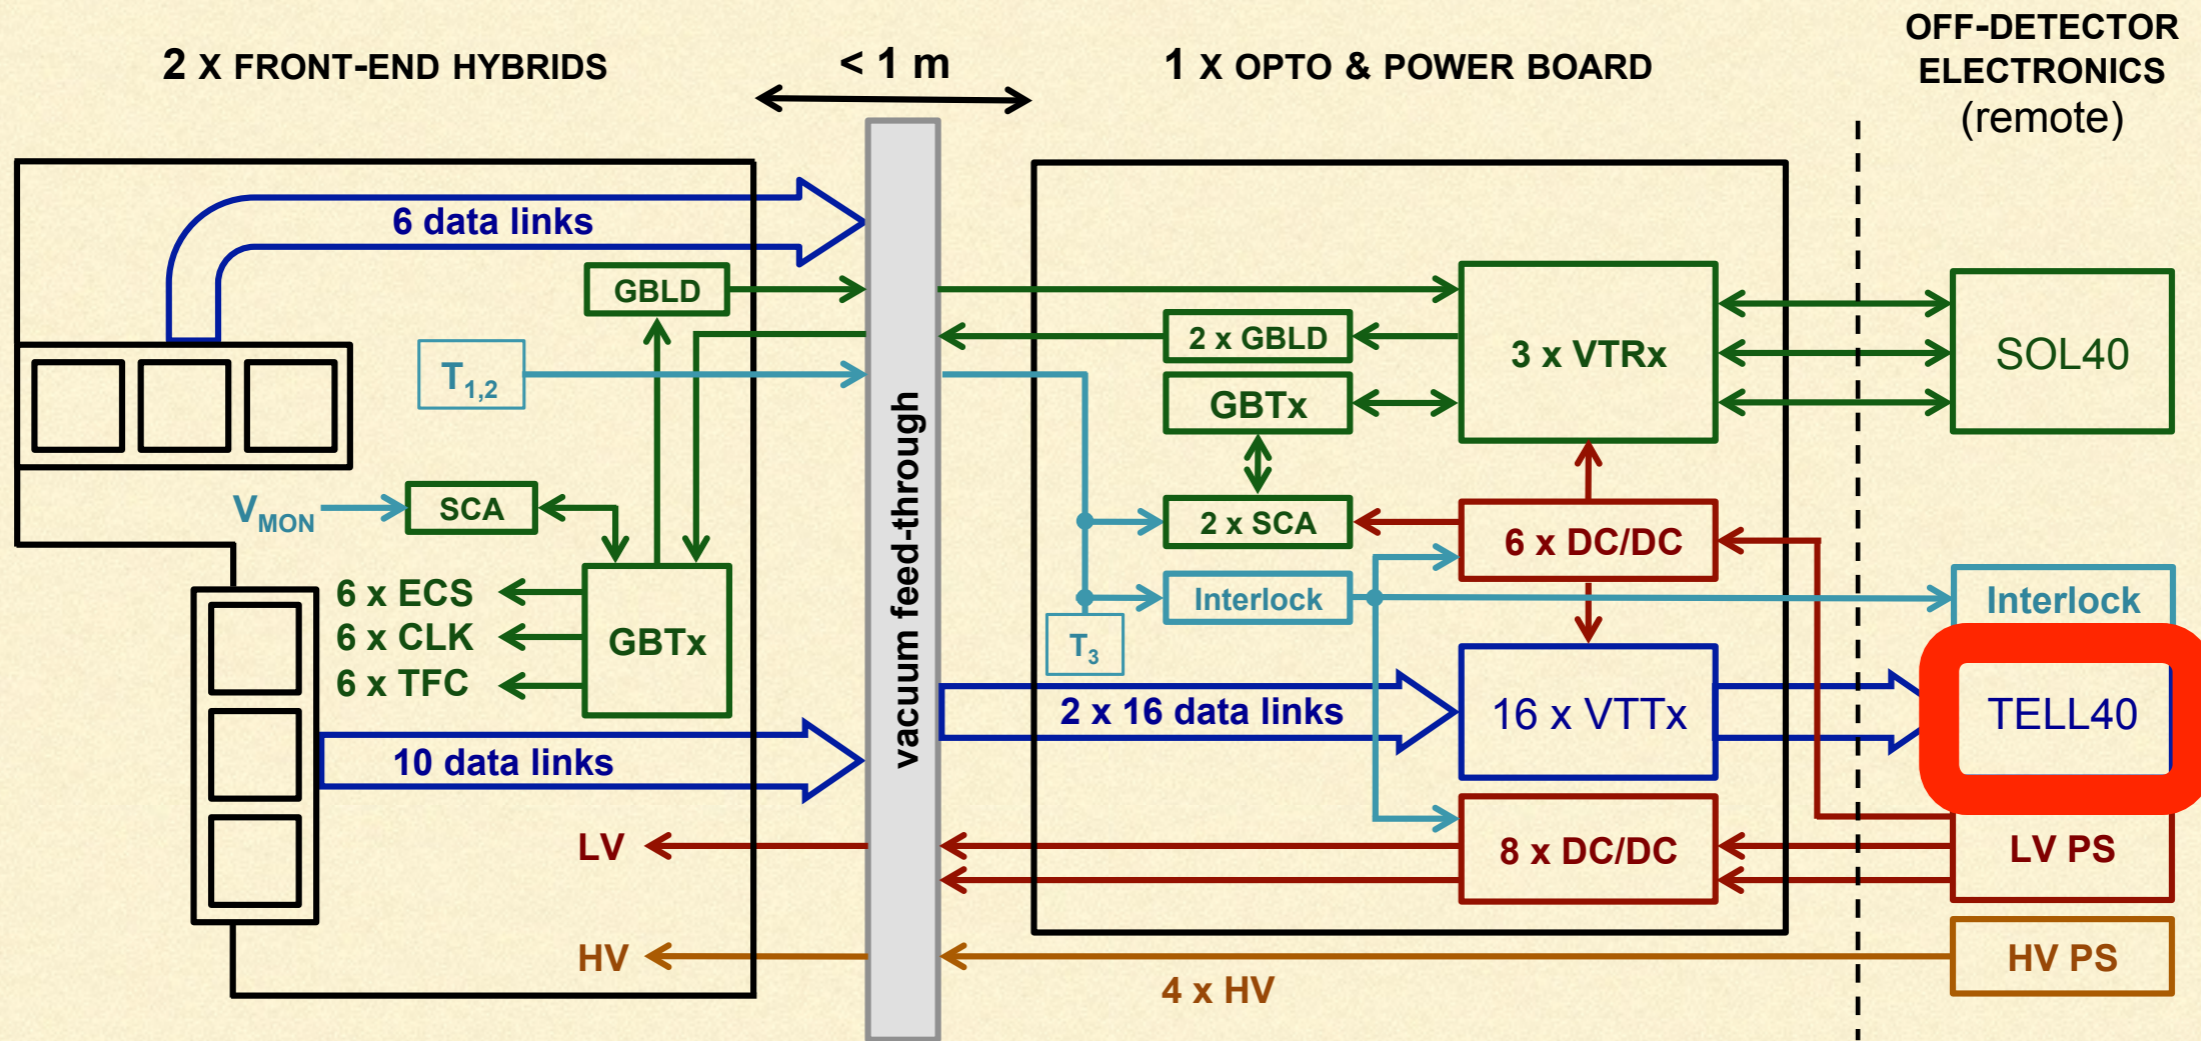 2 X FRONT-END HYBRIDS
< 1 m
1 X OPTO & POWER BOARD
OFF-DETECTOR
ELECTRONICS
(remote)
6 data links
GBLD
T1,2
VMON
SCA
6 x ECS
6 x CLK
6 x TFC
GBTx
10 data links
LV
HV
vacuum feed-through
2 x GBLD
GBTx
2 x SCA
Interlock
T3
2 x 16 data links
3 x VTRx
6 x DC/DC
16 x VTTx
8 x DC/DC
4 x HV
SOL40
Interlock
TELL40
LV PS
HV PS